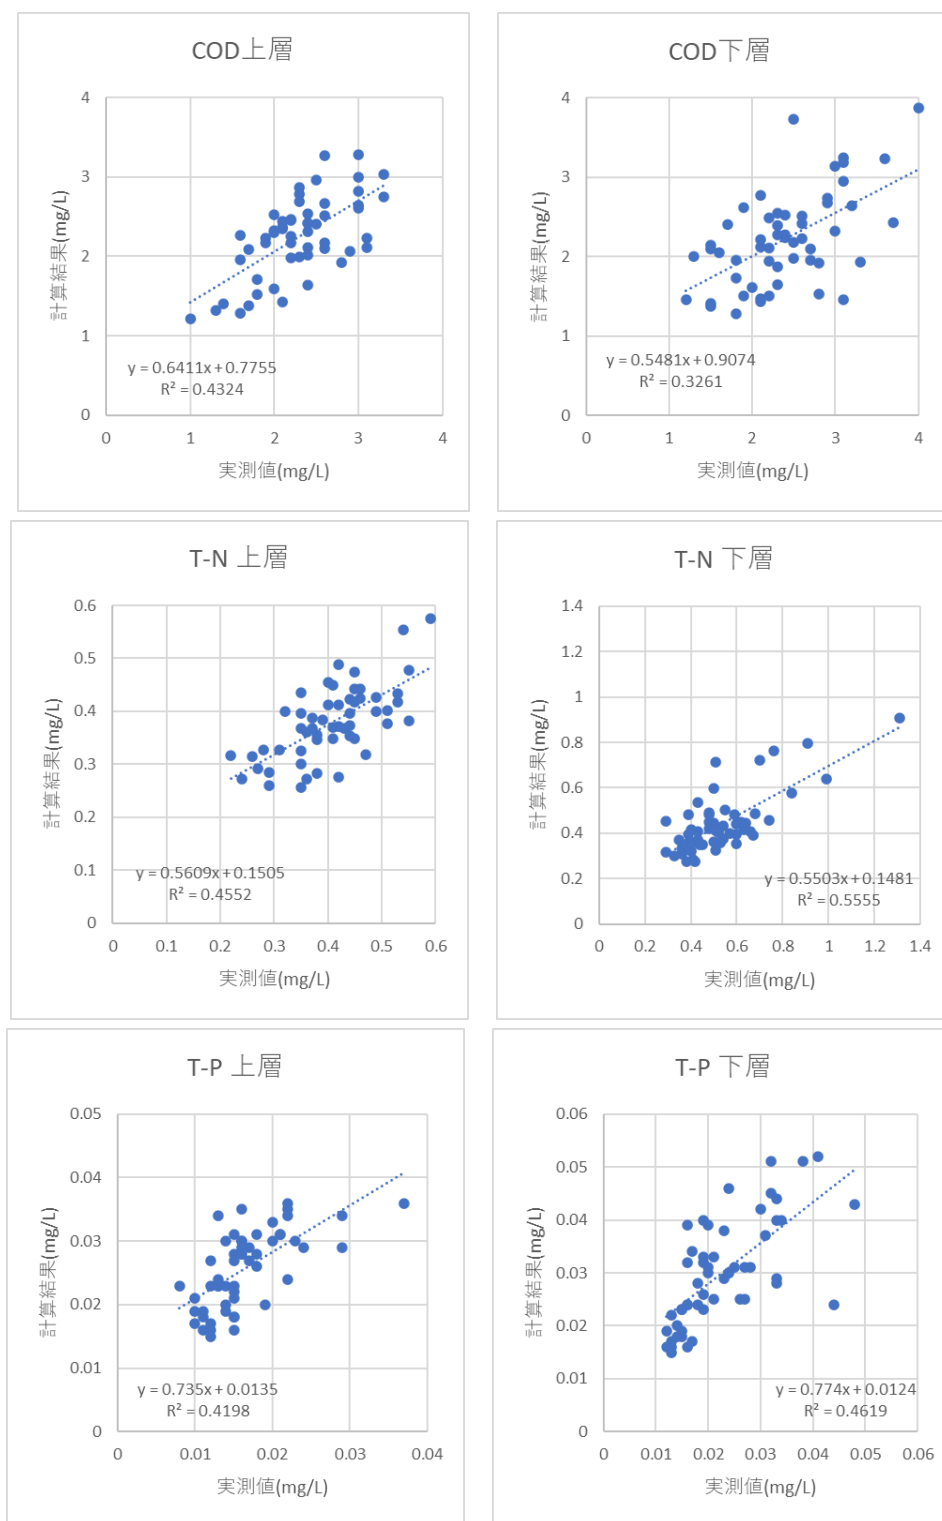 COD上層
4
3
2
1
0
0 1 2 3 4
計算結果(mg/L)
y = 0.6411x + 0.7755
R² = 0.4324
実測値(mg/L)
COD下層
4
3
2
1
0
0 1 2 3 4
計算結果(mg/L)
y = 0.5481x + 0.9074
R² = 0.3261
実測値(mg/L)
T-N 上層
0.6
0.5
0.4
0.3
0.2
0.1
0
0 0.1 0.2 0.3 0.4 0.5 0.6
計算結果(mg/L)
y = 0.5609x + 0.1505
R² = 0.4552
実測値(mg/L)
T-N 下層
1.4
1.2
1
0.8
0.6
0.4
0.2
0
0 0.2 0.4 0.6 0.8 1 1.2 1.4
計算結果(mg/L)
y = 0.5503x + 0.1481
R² = 0.5555
実測値(mg/L)
T-P 上層
0.05
0.04
0.03
0.02
0.01
0
0 0.01 0.02 0.03 0.04
計算結果(mg/L)
y = 0.735x + 0.0135
R² = 0.4198
実測値(mg/L)
T-P 下層
0.06
0.05
0.04
0.03
0.02
0.01
0
0 0.01 0.02 0.03 0.04 0.05 0.06
計算結果(mg/L)
y = 0.774x + 0.0124
R² = 0.4619
実測値(mg/L)